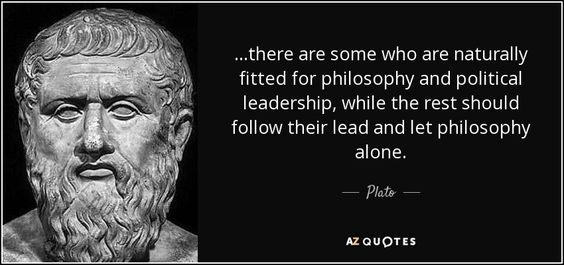 ...there are some who are naturally
fitted for philosophy and political
leadership, while the rest should
follow their lead and let philosophy
alone.
Plato
AZ QUOTES